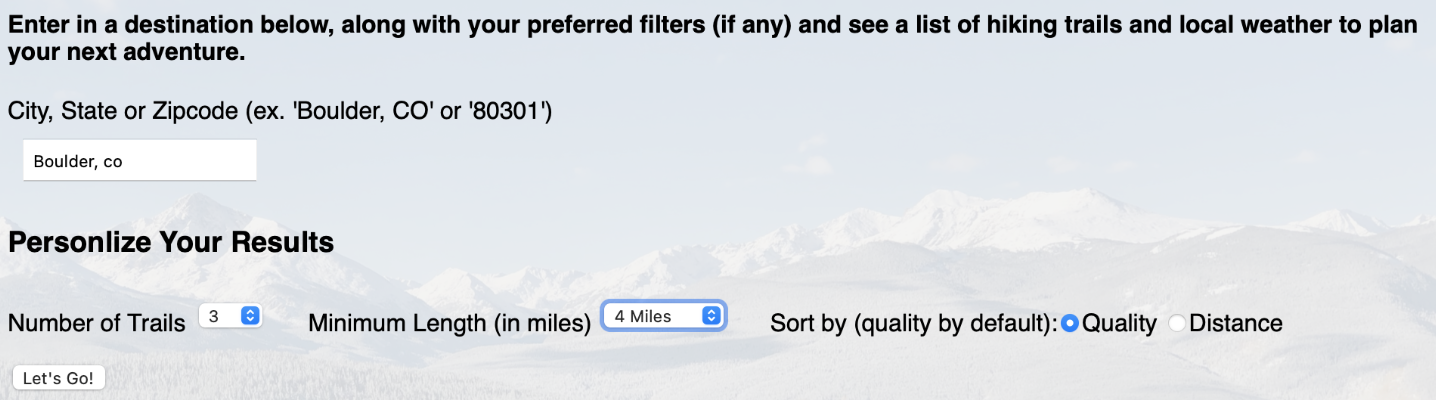 Enter in a destination below, along with your preferred filters (if any) and see a list of hiking trails and local weather to plan
your next adventure.
City, State or Zipcode (ex. 'Boulder, CO' or '80301')
Boulder, co
Personlize Your Results
Number of Trails 3 Minimum Length (in miles) 4 Miles Sort by (quality by default): Quality Distance
Let's Go!